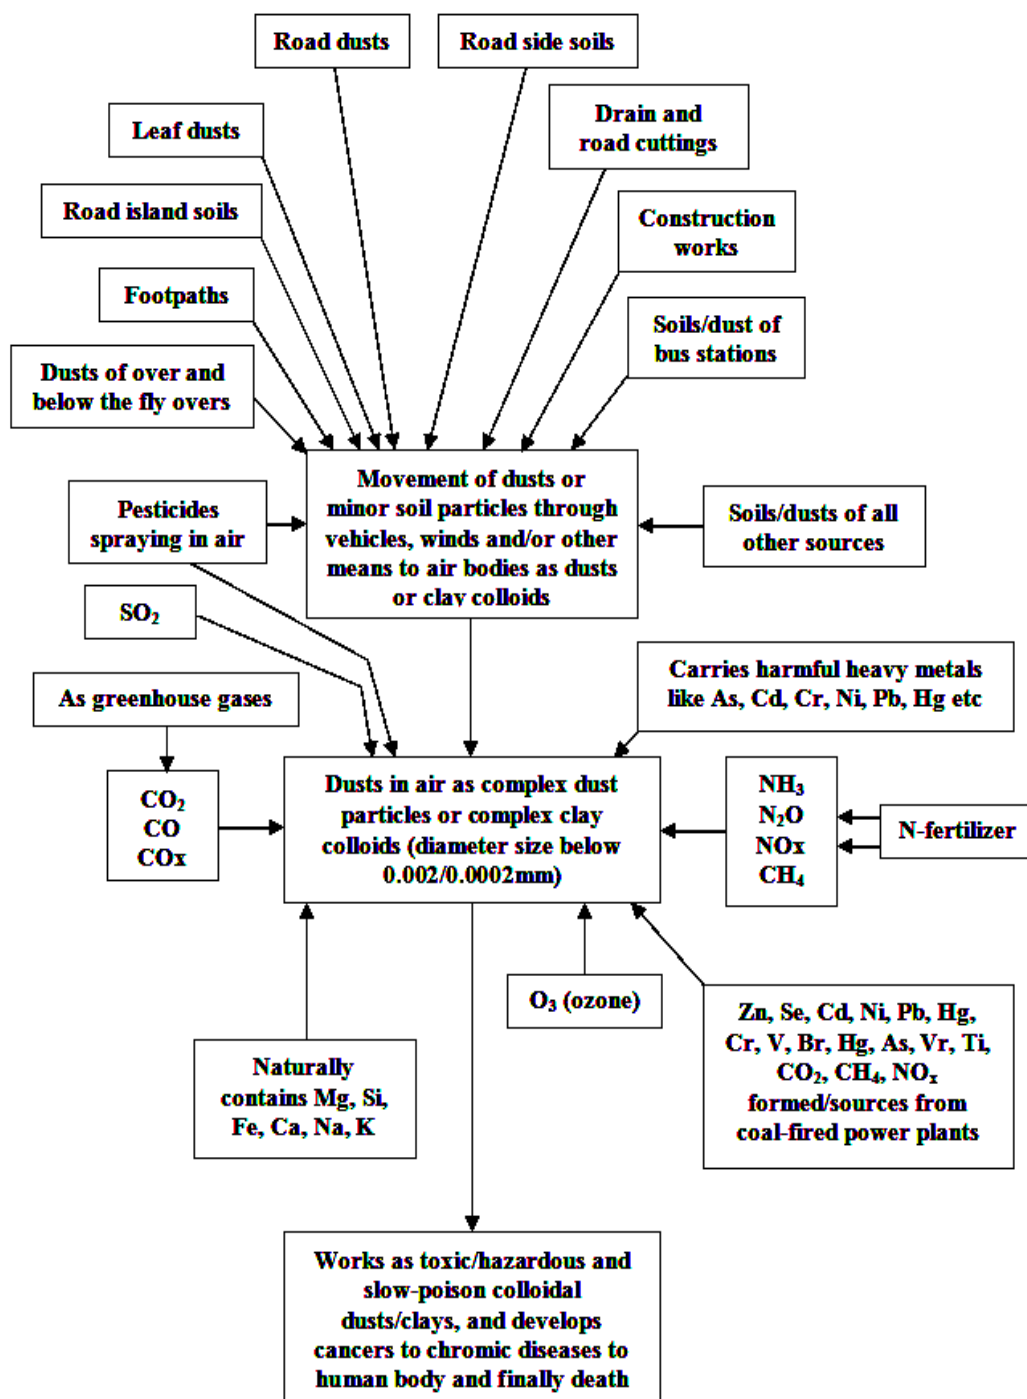 Road dusts
Road side soils
Leaf dusts
Drain and
road cuttings
Road island soils
Construction
works
Footpaths
Soils/dust of
bus stations
Dusts of over and
below the fly overs
Movement of dusts or
minor soil particles through
vehicles, winds and/or other
means to air bodies as dusts
or clay colloids
Pesticides
spraying in air
Soils/dusts of all
other sources
SO₂
Carries harmful heavy metals
like As, Cd, Cr, Ni, Pb, Hg etc
As greenhouse gases
CO₂
CO
COx
Dusts in air as complex dust
particles or complex clay
colloids (diameter size below
0.002/0.0002mm)
NH₃
N₂O
NOx
CH₄
N-fertilizer
O₃ (ozone)
Naturally
contains Mg, Si,
Fe, Ca, Na, K
Zn, Se, Cd, Ni, Pb, Hg,
Cr, V, Br, Hg, As, Vr, Ti,
CO₂, CH₄, NOₓ
formed/sources from
coal-fired power plants
Works as toxic/hazardous and
slow-poison colloidal
dusts/clays, and develops
cancers to chromic diseases to
human body and finally death